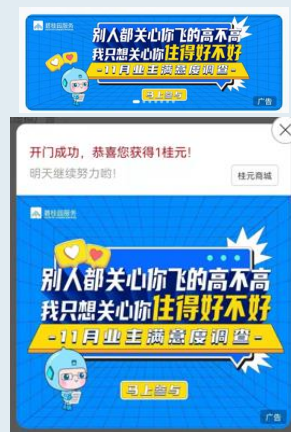 碧桂园服务
别人都关心你飞的高不高
我只想关心你住得好不好
-11月业主满意度调查-
马上参与
广告
开门成功，恭喜您获得1桂元!
明天继续努力哟!
桂元商城
碧桂园服务
别人都关心你飞的高不高
我只想关心你住得好不好
-11月业主满意度调查-
马上参与
广告